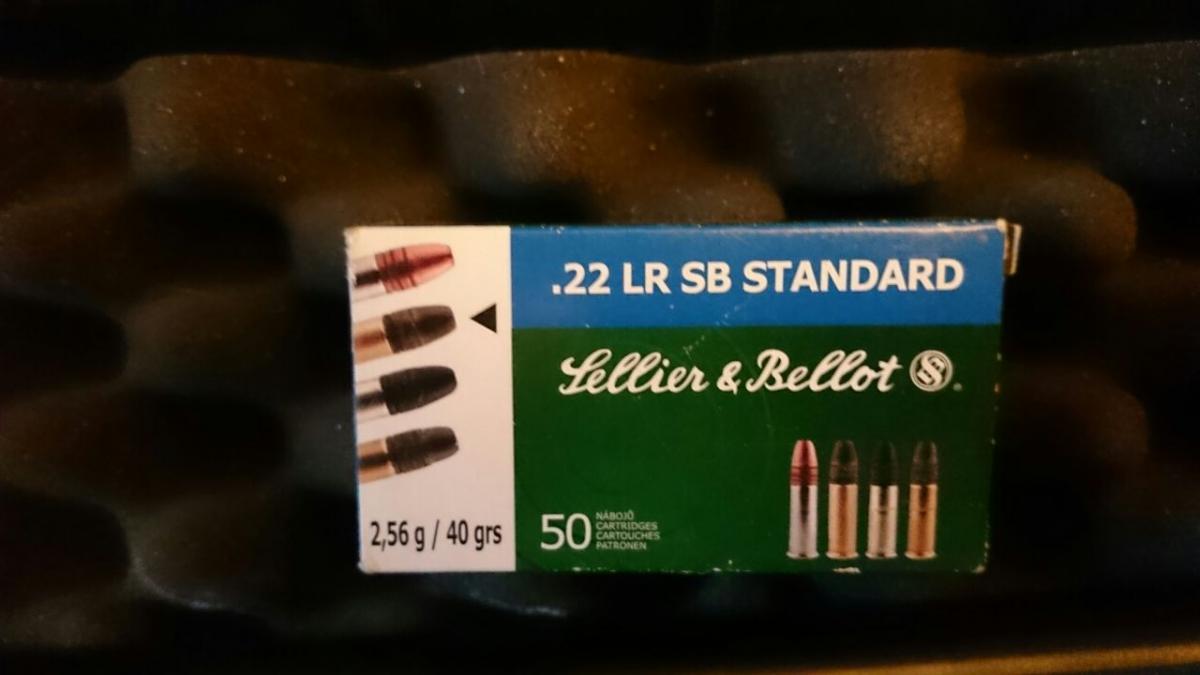 .22 LR SB STANDARD
Sellier & Bellot
2,56 g / 40 grs
50
NÁBOJŮ
CARTRIDGES
CARTOUCHES
PATRONEN